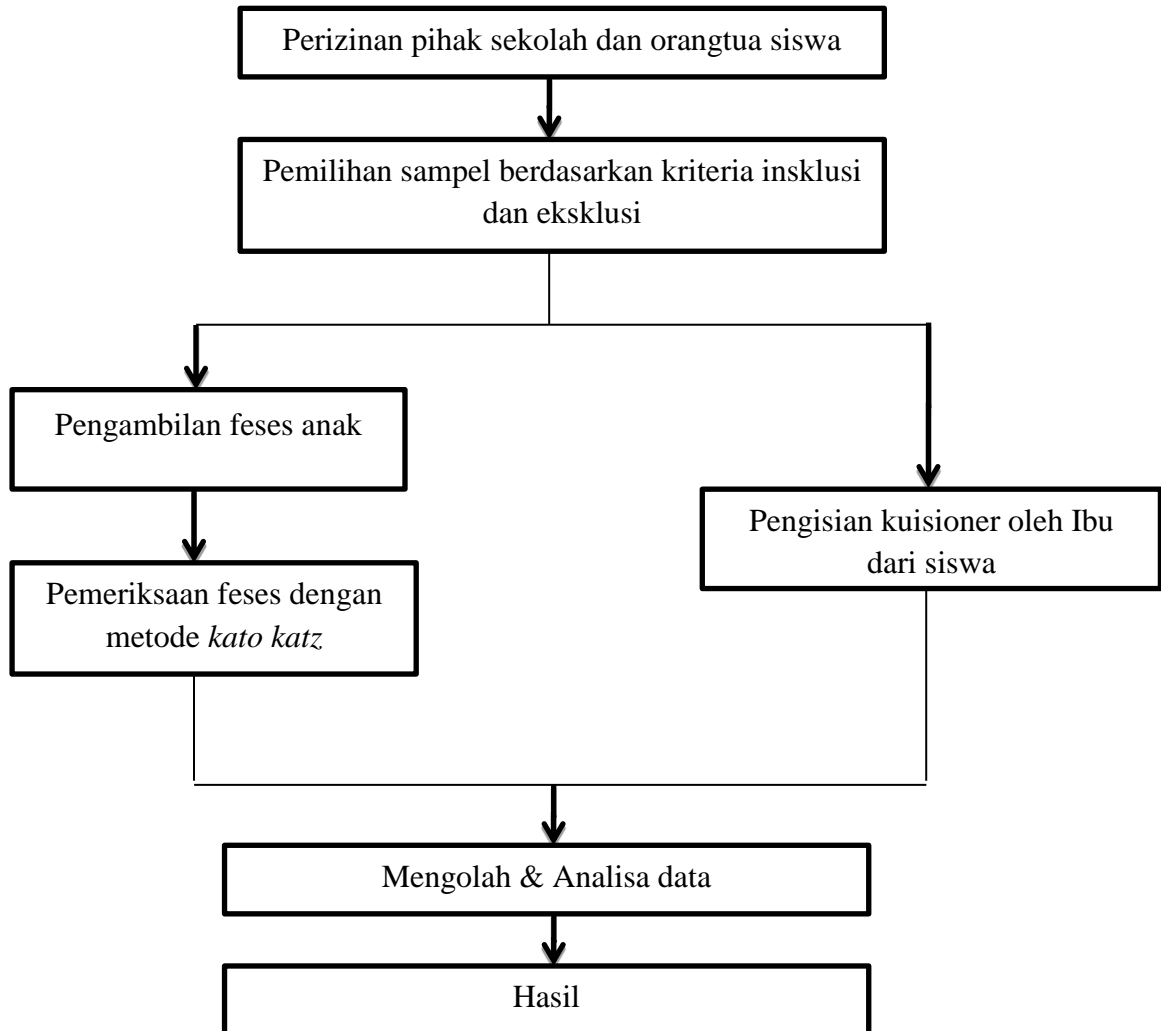 Perizinan pihak sekolah dan orangtua siswa
Pemilihan sampel berdasarkan kriteria insklusi
dan eksklusi
Pengambilan feses anak
Pemeriksaan feses dengan
metode kato katz
Pengisian kuisioner oleh Ibu
dari siswa
Mengolah & Analisa data
Hasil